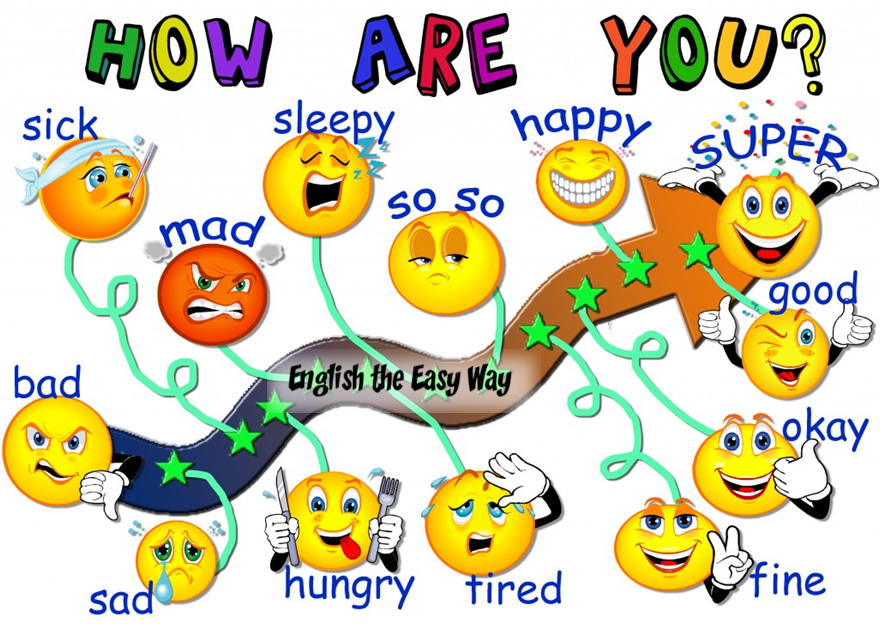 HOW ARE YOU?
sick
sleepy
happy
SUPER
so so
mad
good
English the Easy Way
bad
okay
sad
hungry
tired
fine